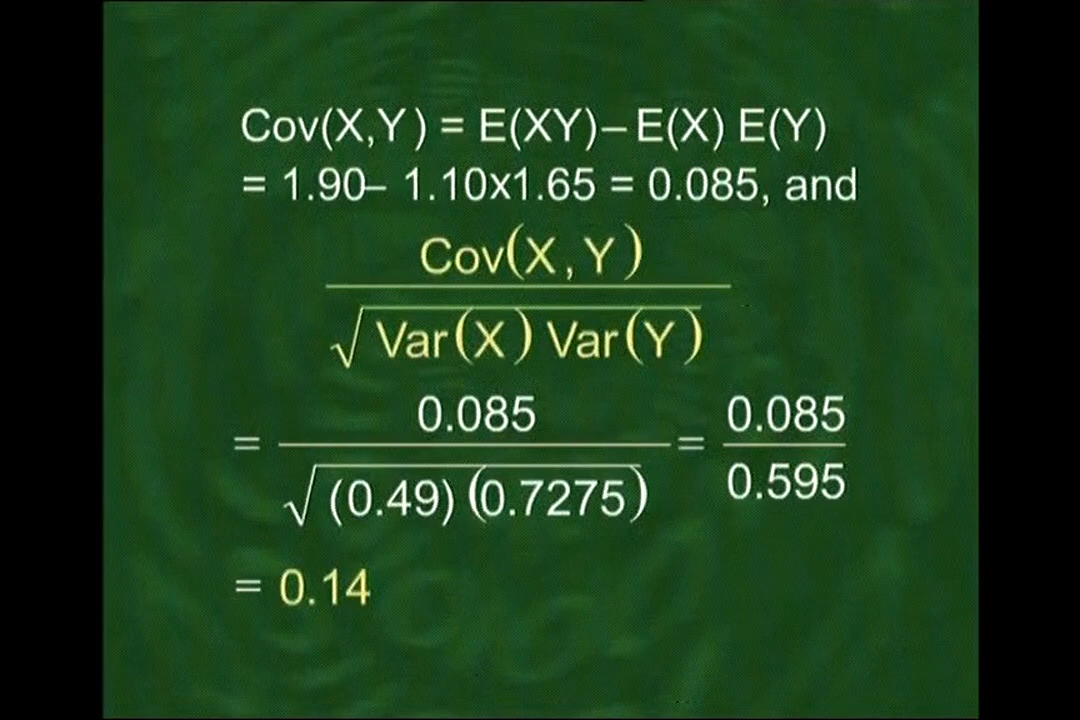 Cov(X,Y) = E(XY)– E(X) E(Y)
= 1.90– 1.10x1.65 = 0.085, and
Cov(X,Y)
√Var(X) Var(Y)
= 0.085 = 0.085
√(0.49)(0.7275) 0.595
= 0.14